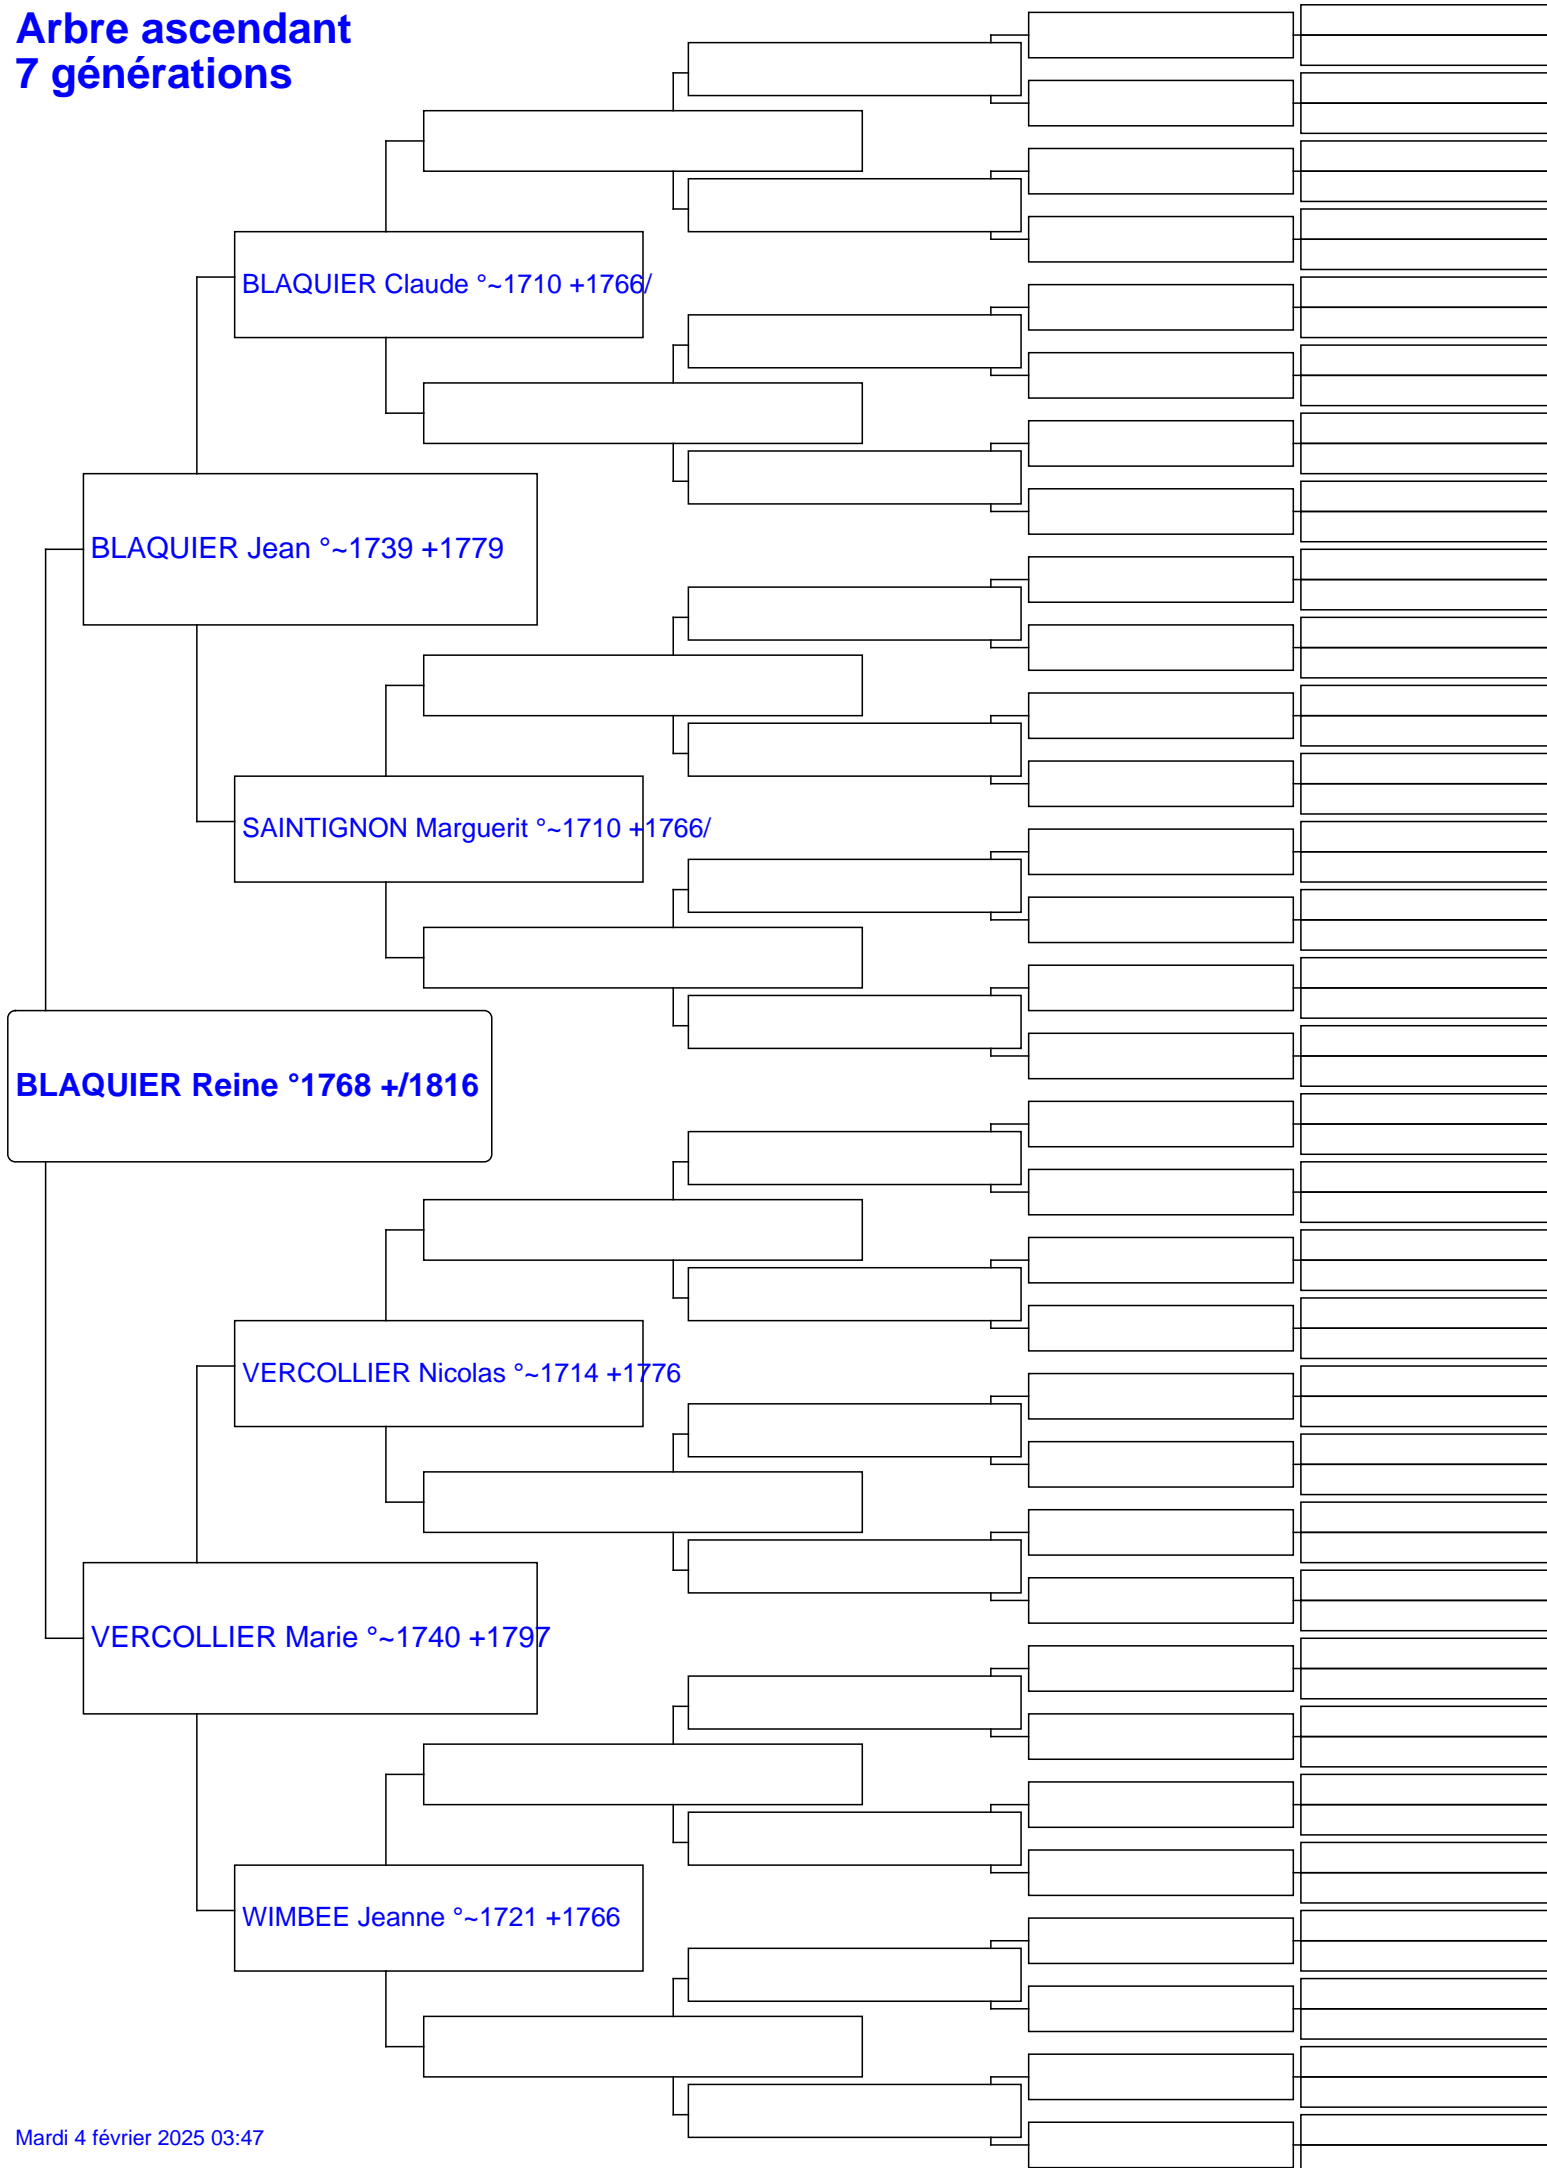 Arbre ascendant
7 générations
BLAQUIER Claude °~1710 +1766/
BLAQUIER Jean °~1739 +1779
SAINTIGNON Marguerit °~1710 +1766/
BLAQUIER Reine °1768 +/1816
VERCOLLIER Nicolas °~1714 +1776
VERCOLLIER Marie °~1740 +1797
WIMBEE Jeanne °~1721 +1766
Mardi 4 février 2025 03:47